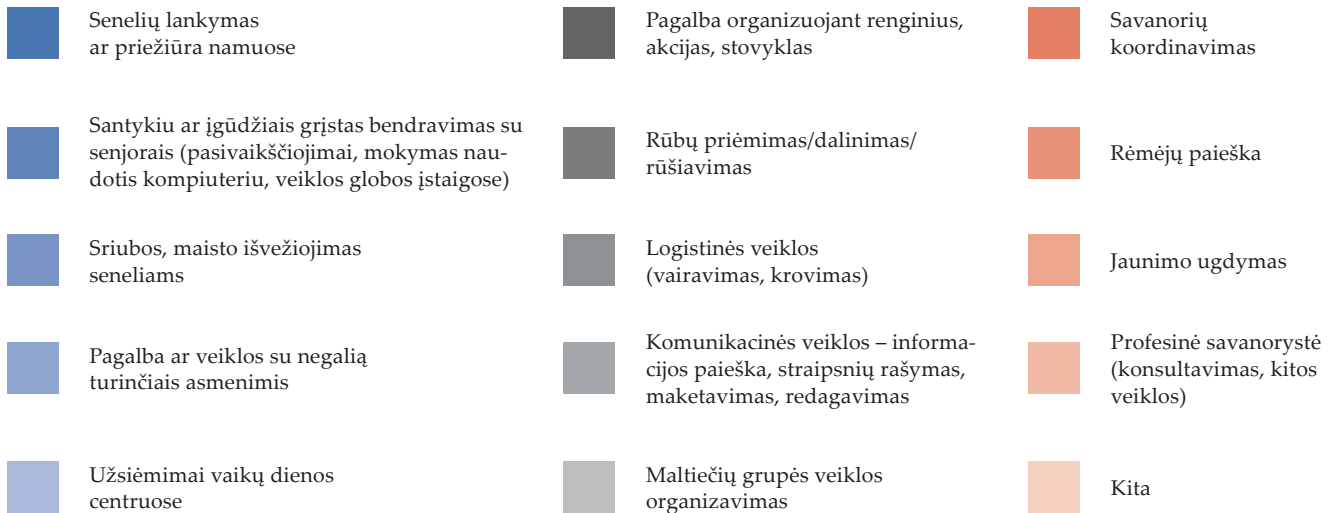 Senelių lankymas
ar priežiūra namuose
Santykiu ar įgūdžiais grįstas bendravimas su
senjorais (pasivaikščiojimai, mokymas nau-
dotis kompiuteriu, veiklos globos įstaigose)
Sriubos, maisto išvežiojimas
seneliams
Pagalba ar veiklos su negalią
turinčiais asmenimis
Užsiėmimai vaikų dienos
centruose
Pagalba organizuojant renginius,
akcijas, stovyklas
Rūbų priėmimas/dalinimas/
rūšiavimas
Logistinės veiklos
(vairavimas, krovimas)
Komunikacinės veiklos – informa-
cijos paieška, straipsnių rašymas,
maketavimas, redagavimas
Maltiečių grupės veiklos
organizavimas
Savanorių
koordinavimas
Rėmėjų paieška
Jaunimo ugdymas
Profesinė savanorystė
(konsultavimas, kitos
veiklos)
Kita